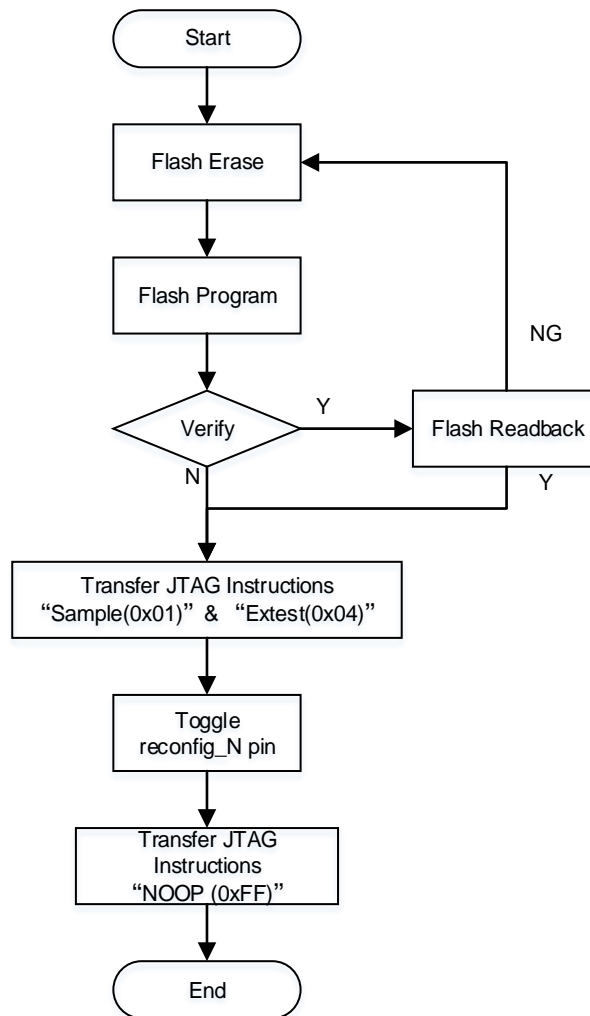 Start
Flash Erase
Flash Program
NG
Verify
Y
Flash Readback
N
Y
Transfer JTAG Instructions
“Sample(0x01)” & “Extest(0x04)”
Toggle
reconfig_N pin
Transfer JTAG
Instructions
“NOOP (0xFF)”
End